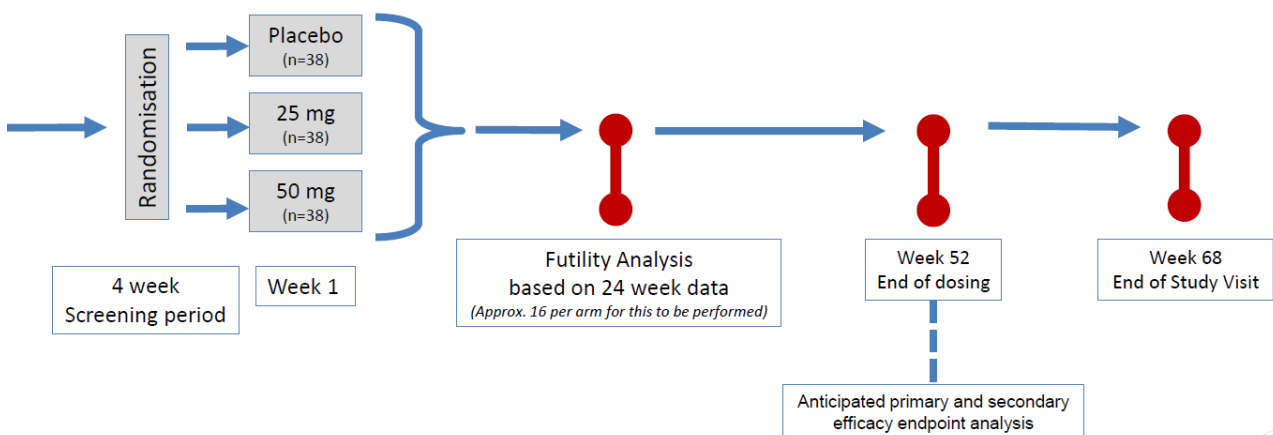 Randomisation
Placebo
(n=38)
25 mg
(n=38)
50 mg
(n=38)
4 week
Screening period
Week 1
Futility Analysis
based on 24 week data
(Approx. 16 per arm for this to be performed)
Week 52
End of dosing
Week 68
End of Study Visit
Anticipated primary and secondary
efficacy endpoint analysis